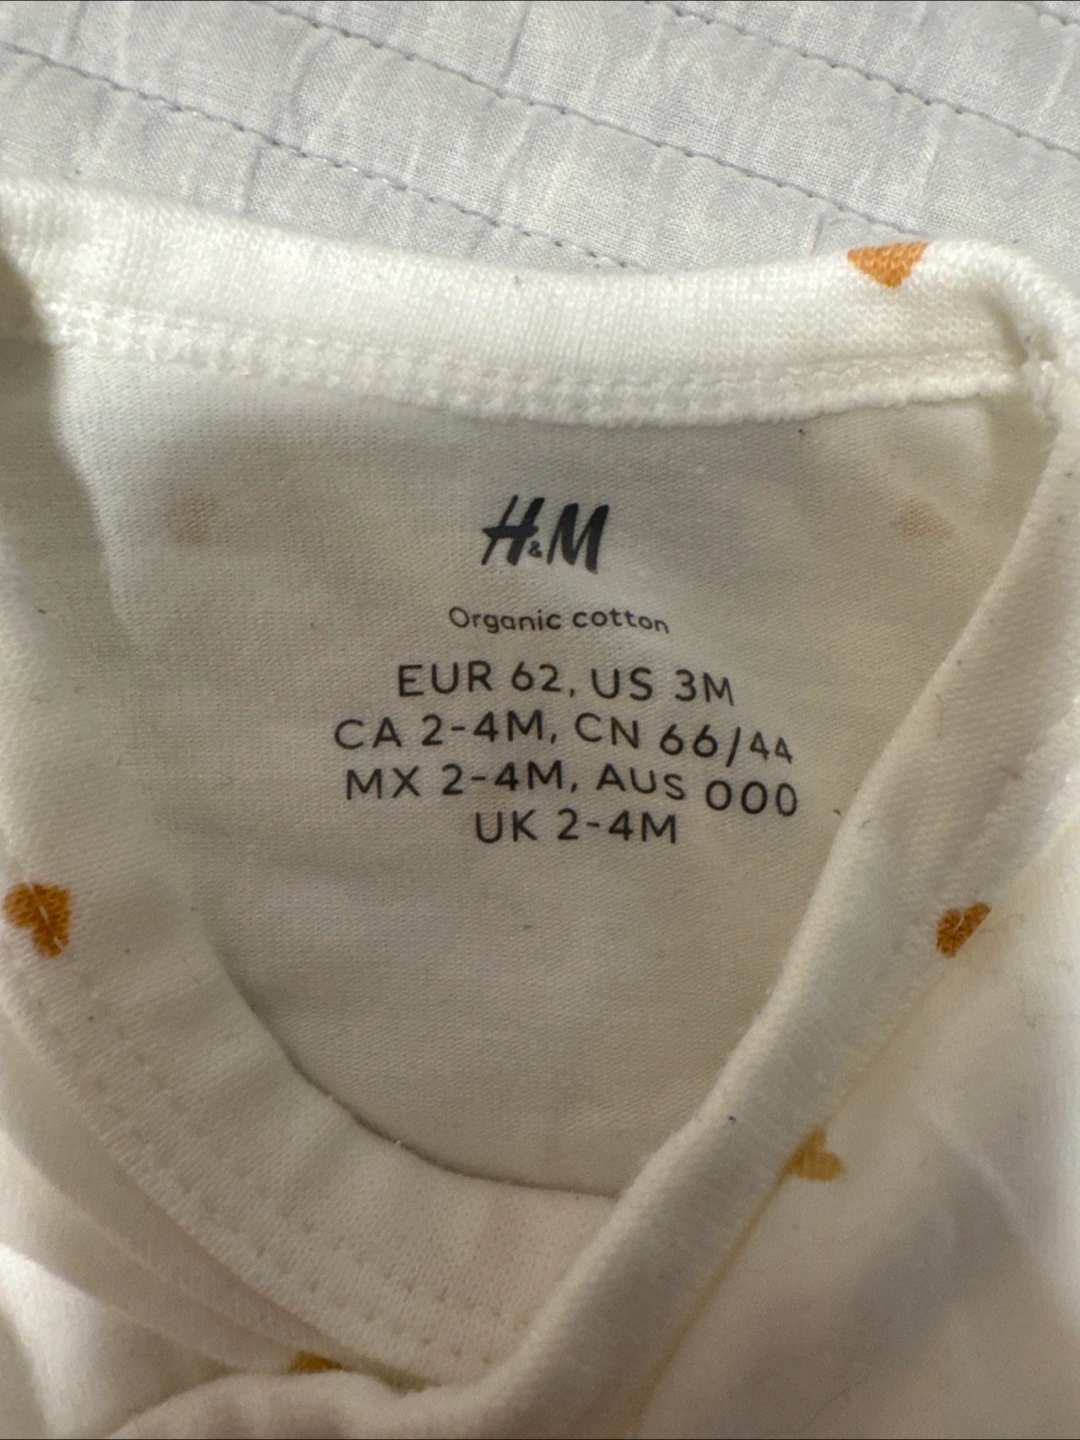 H&M
Organic cotton
EUR 62, US 3M
CA 2-4M, CN 66/44
MX 2-4M, AUS 000
UK 2-4M